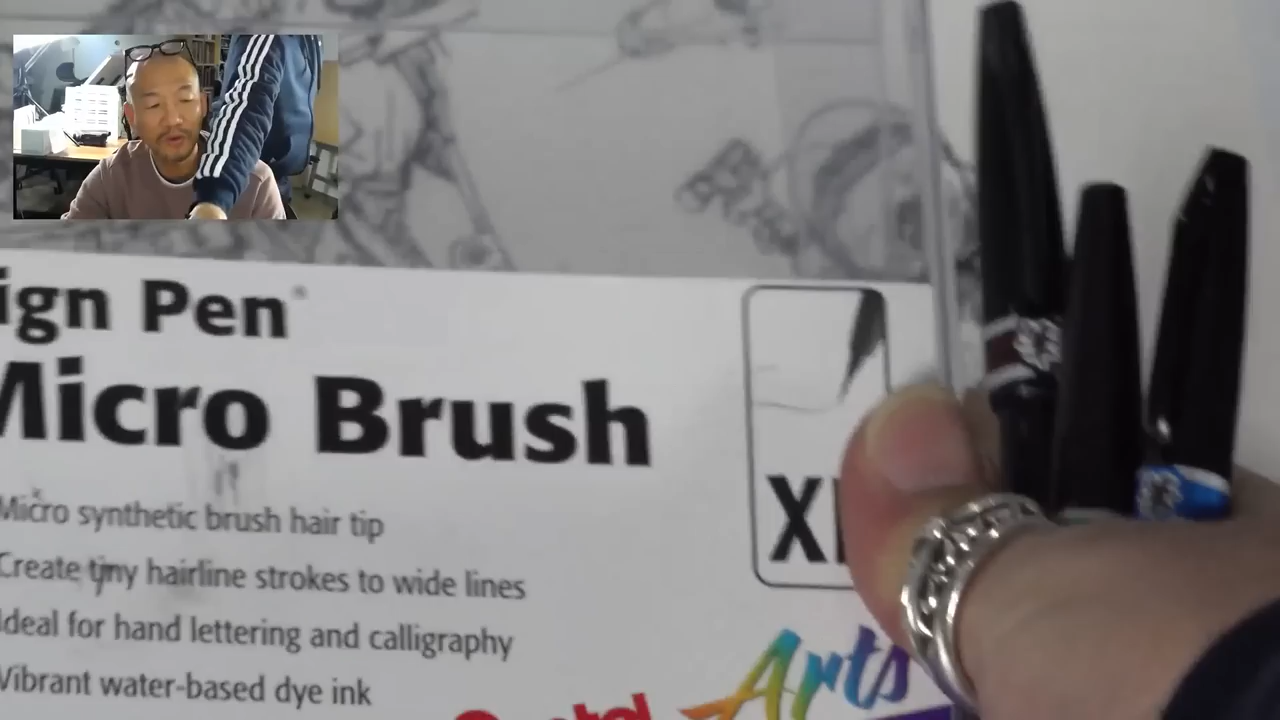 ign Pen®
Micro Brush
Micro synthetic brush hair tip
Create tiny hairline strokes to wide lines
Ideal for hand lettering and calligraphy
Vibrant water-based dye ink
Arts